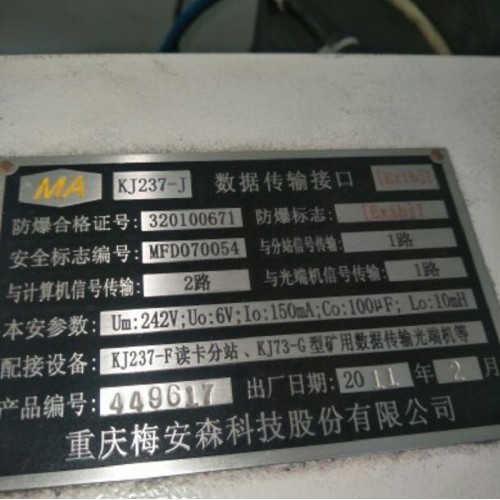 MA KJ237-J 数据传输接口 [Exib]I
防爆合格证号: 320100671 防爆标志: [Exib]I
安全标志编号: MFD070054 与分站信号传输: 1路
与计算机信号传输: 2路 与光端机信号传输: 1路
本安参数: Um:242V;Uo:6V;Io:150mA;Co:100μF; Lo:10mH
配接设备: KJ237-F读卡分站、KJ73-G型矿用数据传输光端机等
产品编号: 449617 出厂日期: 2011 年 2 月
重庆梅安森科技股份有限公司